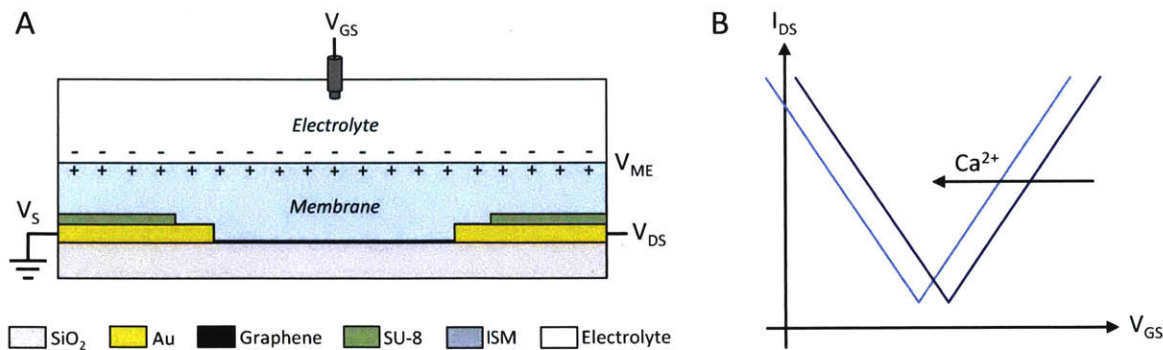 A
V_GS
Electrolyte
- - - - - - - - - - - - - - - - - -
+ + + + + + + + + + + + + + + + + +
V_ME
Membrane
V_S
V_DS
SiO₂ Au Graphene SU-8 ISM Electrolyte
B
I_DS
Ca²⁺
V_GS